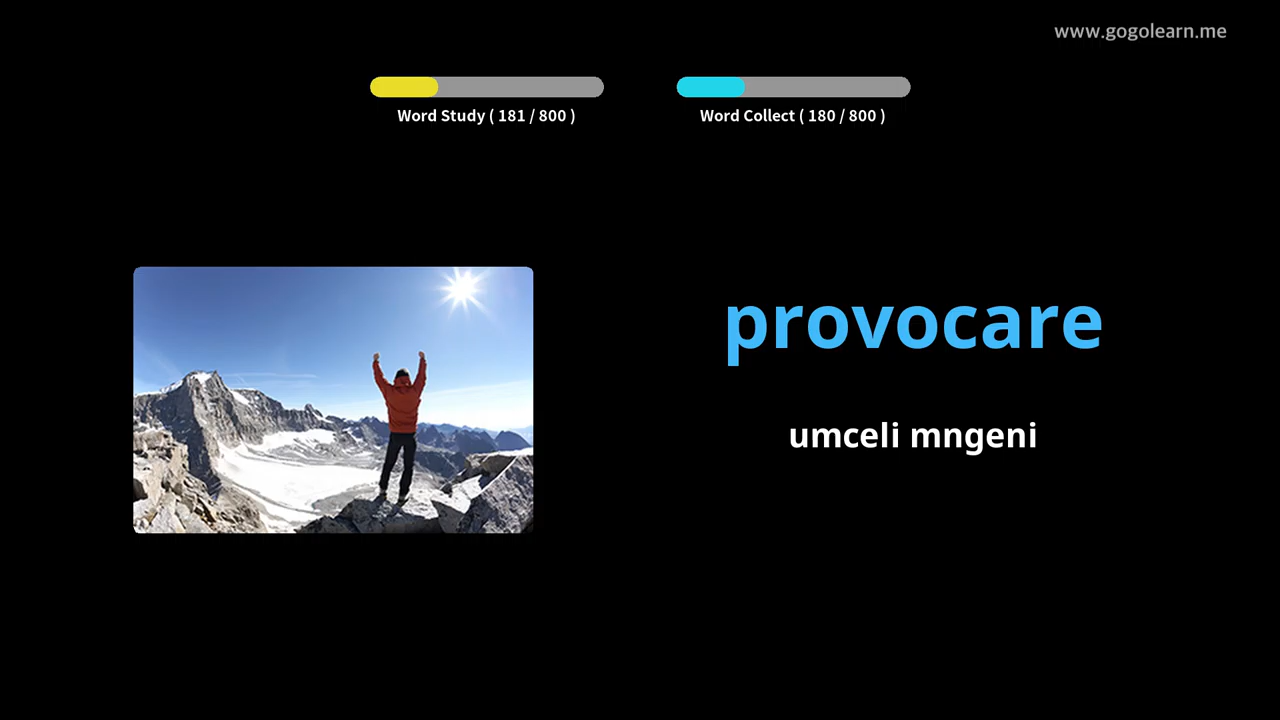 www.gogolearn.me
Word Study ( 181 / 800 )
Word Collect ( 180 / 800 )
provocare
umceli mngeni